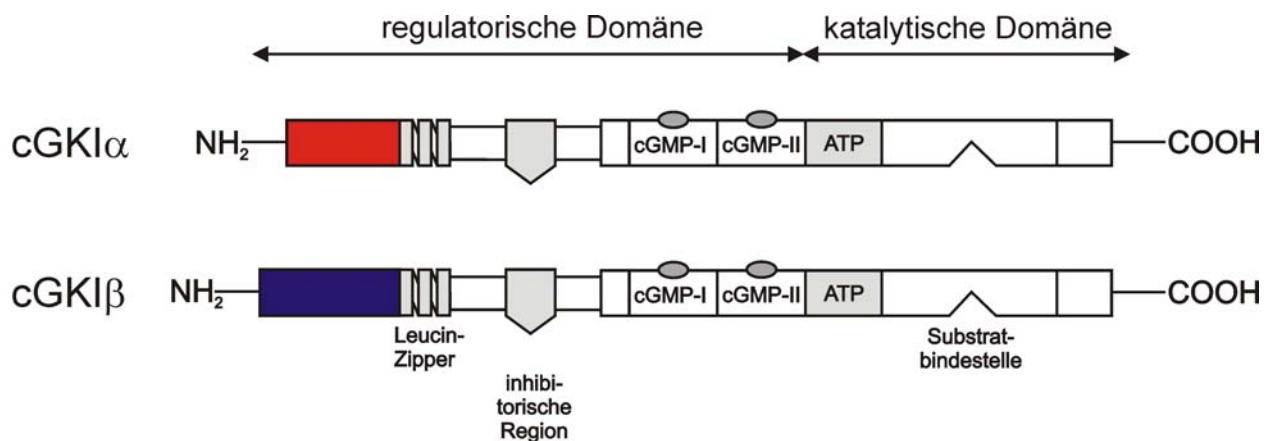 regulatorische Domäne katalytische Domäne
cGKIα NH₂ cGMP-I cGMP-II ATP COOH
cGKIβ NH₂ cGMP-I cGMP-II ATP COOH
Leucin-
Zipper
inhibi-
torische
Region
Substrat-
bindestelle